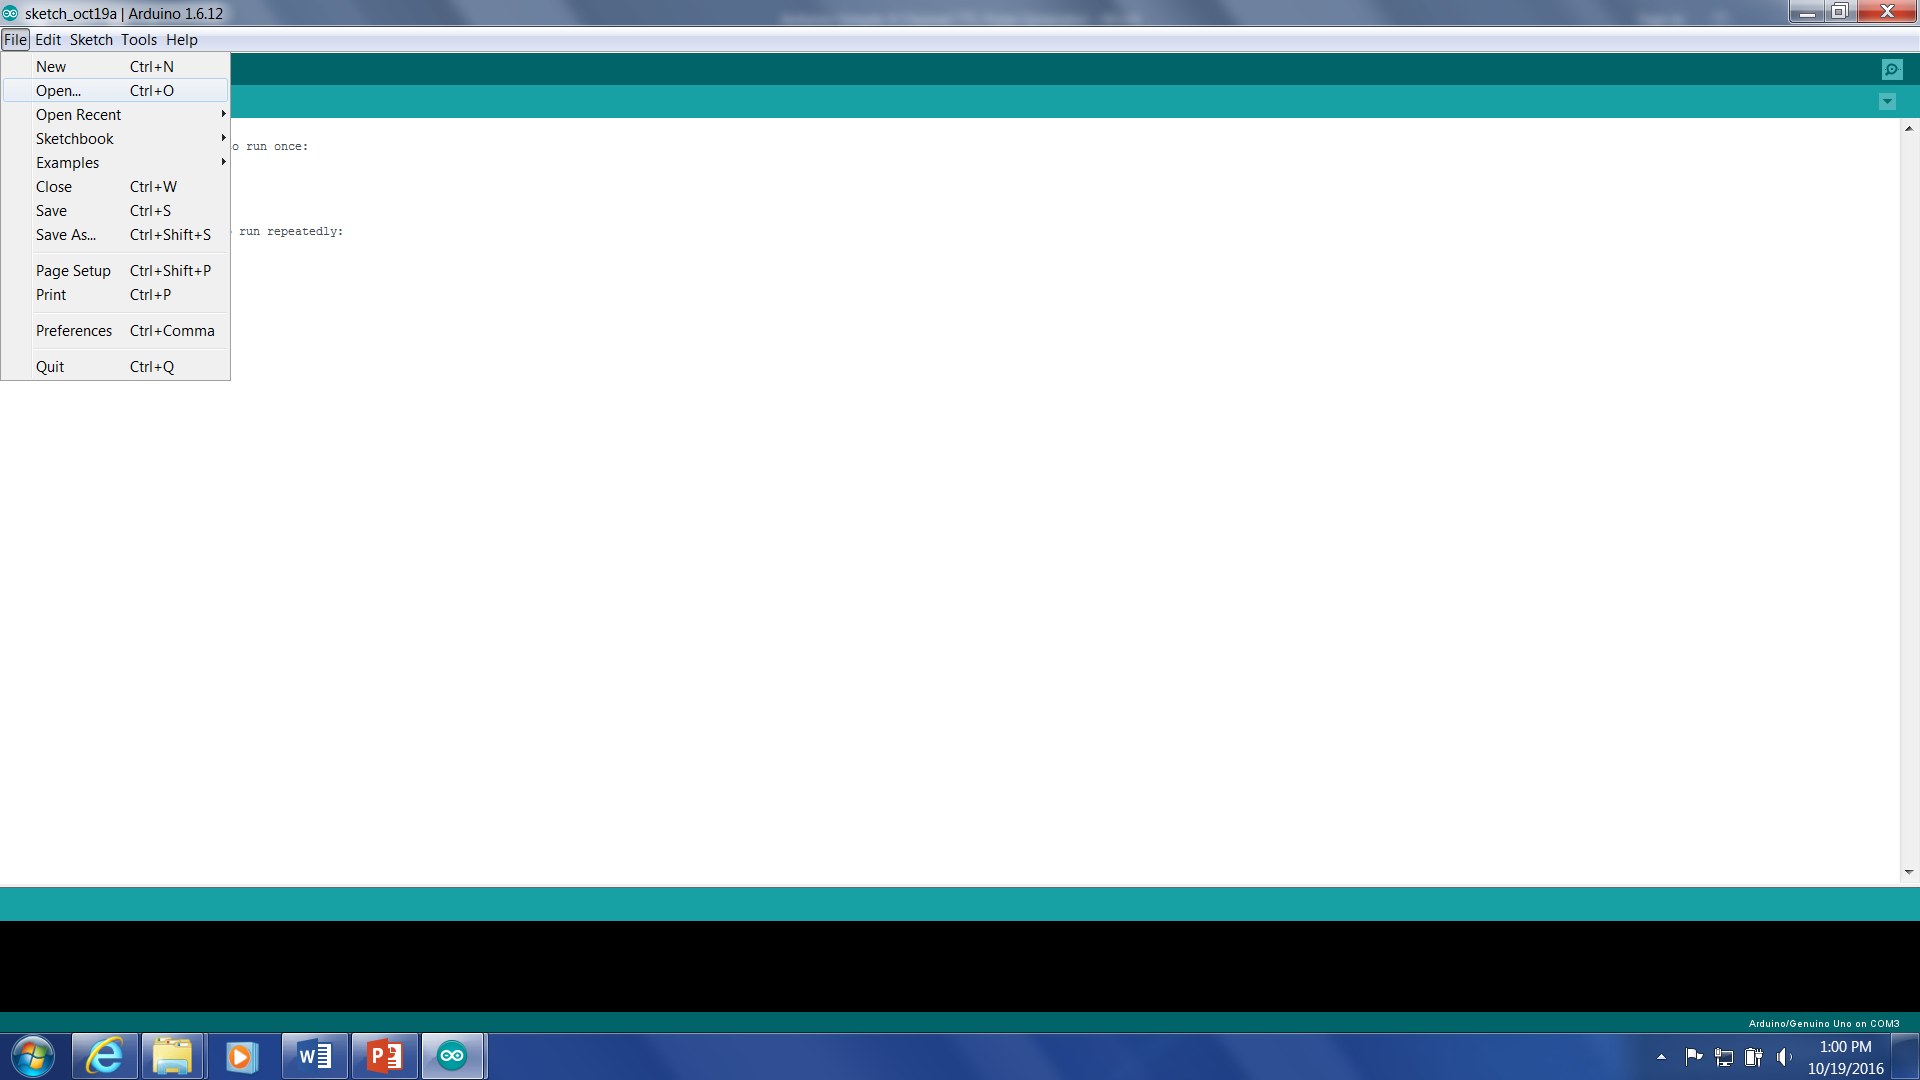 sketch_oct19a | Arduino 1.6.12
File Edit Sketch Tools Help
New Ctrl+N
Open... Ctrl+O
Open Recent
Sketchbook
Examples
Close Ctrl+W
Save Ctrl+S
Save As... Ctrl+Shift+S
Page Setup Ctrl+Shift+P
Print Ctrl+P
Preferences Ctrl+Comma
Quit Ctrl+Q
o run once:
run repeatedly:
Arduino/Genuino Uno on COM3
1:00 PM
10/19/2016